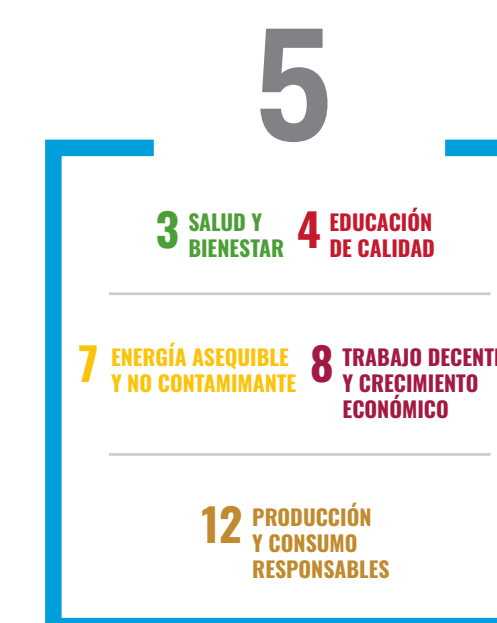 5
3 SALUD Y
BIENESTAR
4 EDUCACIÓN
DE CALIDAD
7 ENERGÍA ASEQUIBLE
Y NO CONTAMIMANTE
8 TRABAJO DECENT
Y CRECIMIENTO
ECONÓMICO
12 PRODUCCIÓN
Y CONSUMO
RESPONSABLES